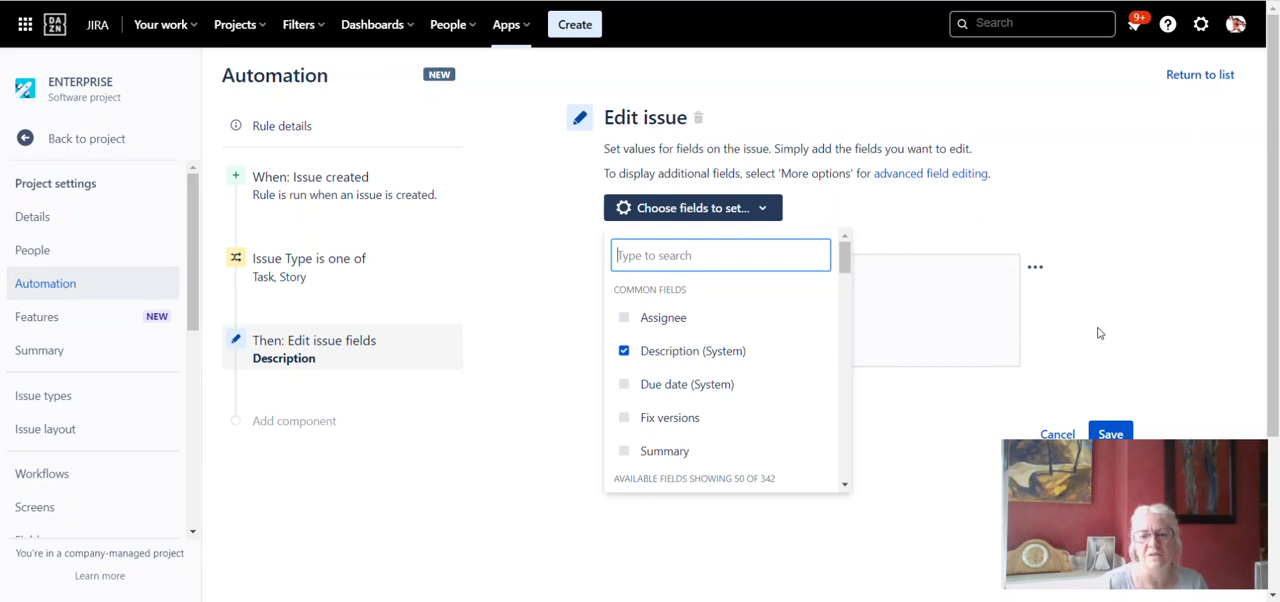 DA
ZN
JIRA
Your work
Projects
Filters
Dashboards
People
Apps
Create
Search
9+
ENTERPRISE
Software project
Back to project
Project settings
Details
People
Automation
Features
NEW
Summary
Issue types
Issue layout
Workflows
Screens
You're in a company-managed project
Learn more
Automation
NEW
Return to list
Rule details
When: Issue created
Rule is run when an issue is created.
Issue Type is one of
Task, Story
Then: Edit issue fields
Description
Add component
Edit issue
Set values for fields on the issue. Simply add the fields you want to edit.
To display additional fields, select 'More options' for advanced field editing.
Choose fields to set...
Type to search
COMMON FIELDS
Assignee
Description (System)
Due date (System)
Fix versions
Summary
AVAILABLE FIELDS SHOWING 50 OF 342
Cancel
Save